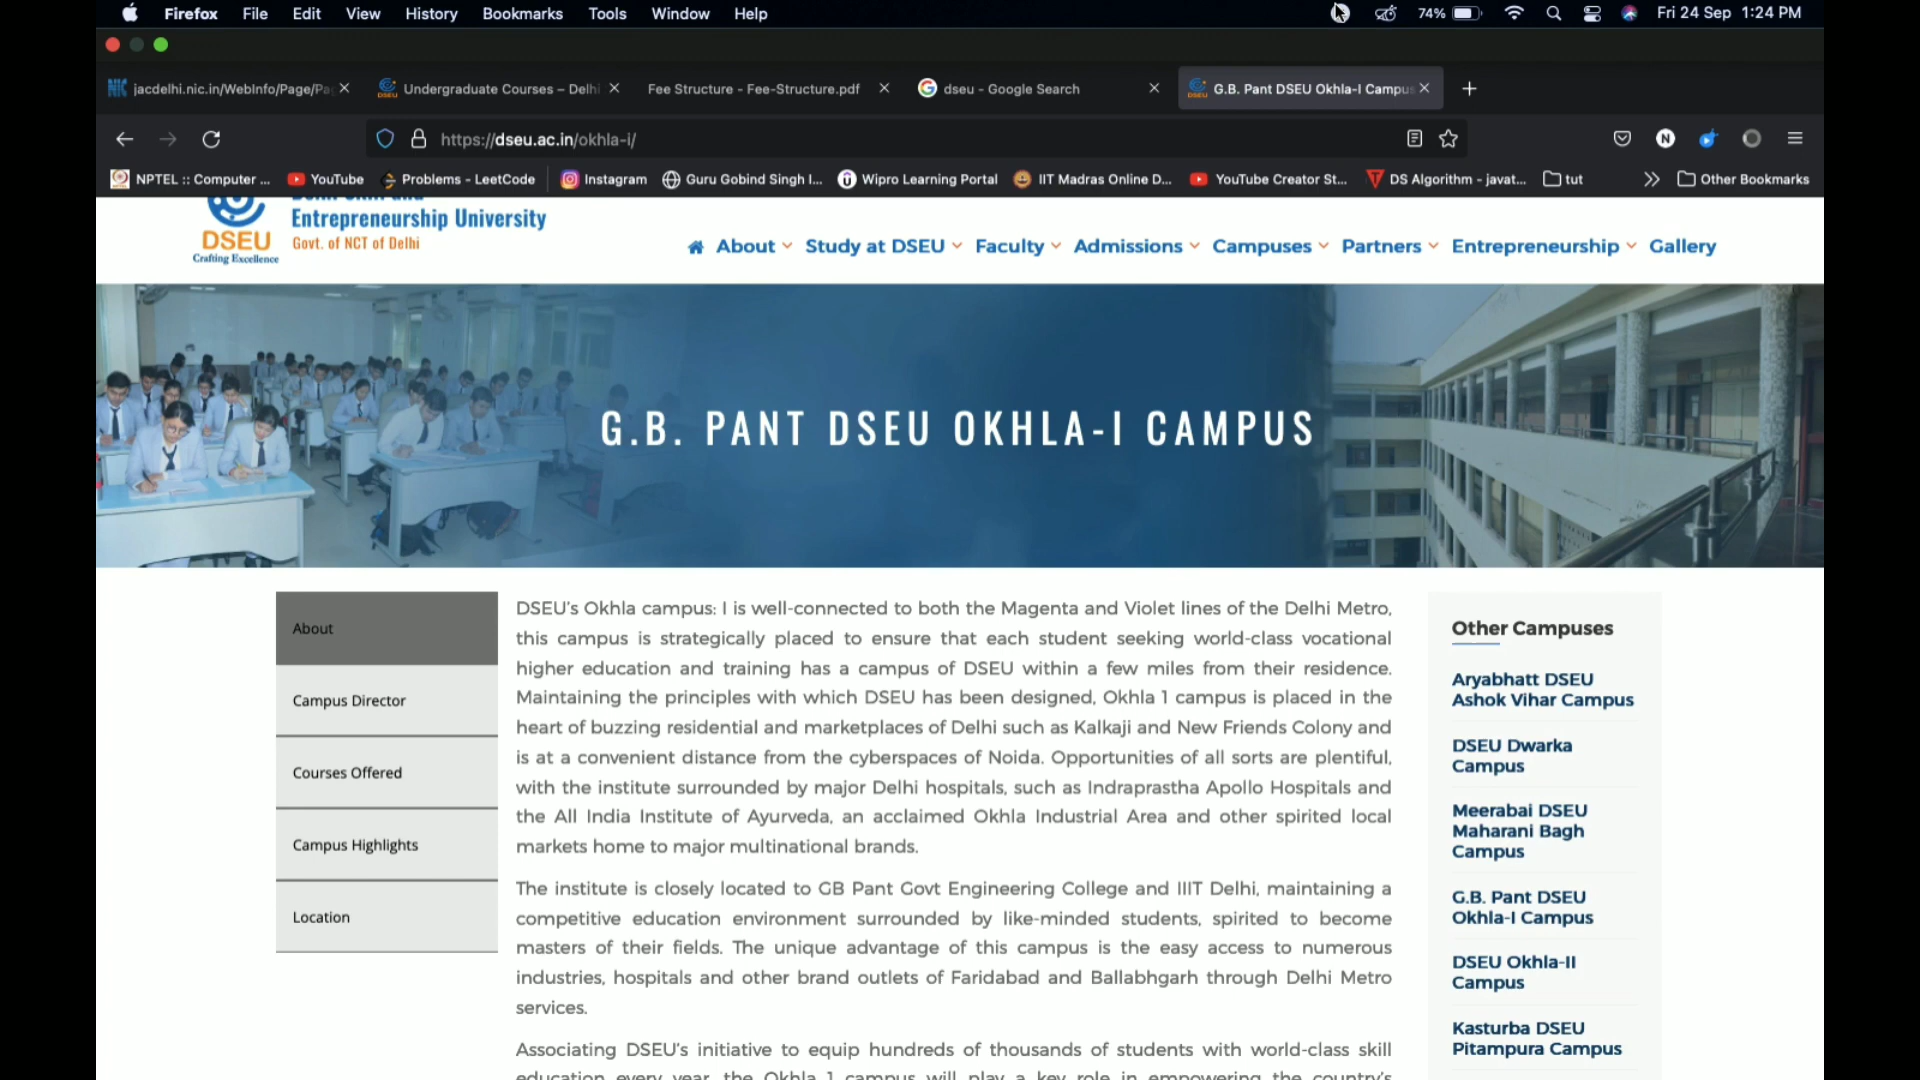 Firefox File Edit View History Bookmarks Tools Window Help 74% Fri 24 Sep 1:24 PM
jacdelhi.nic.in/WebInfo/Page/Pa Undergraduate Courses – Delhi Fee Structure - Fee-Structure.pdf dseu - Google Search G.B. Pant DSEU Okhla-I Campus
https://dseu.ac.in/okhla-i/
NPTEL :: Computer ... YouTube Problems - LeetCode Instagram Guru Gobind Singh I... Wipro Learning Portal IIT Madras Online D... YouTube Creator St... DS Algorithm - javat... tut Other Bookmarks
Entrepreneurship University
Govt. of NCT of Delhi
DSEU
Crafting Excellence
About Study at DSEU Faculty Admissions Campuses Partners Entrepreneurship Gallery
G.B. PANT DSEU OKHLA-I CAMPUS
About
Campus Director
Courses Offered
Campus Highlights
Location
DSEU's Okhla campus: I is well-connected to both the Magenta and Violet lines of the Delhi Metro,
this campus is strategically placed to ensure that each student seeking world-class vocational
higher education and training has a campus of DSEU within a few miles from their residence.
Maintaining the principles with which DSEU has been designed, Okhla 1 campus is placed in the
heart of buzzing residential and marketplaces of Delhi such as Kalkaji and New Friends Colony and
is at a convenient distance from the cyberspaces of Noida. Opportunities of all sorts are plentiful,
with the institute surrounded by major Delhi hospitals, such as Indraprastha Apollo Hospitals and
the All India Institute of Ayurveda, an acclaimed Okhla Industrial Area and other spirited local
markets home to major multinational brands.
The institute is closely located to GB Pant Govt Engineering College and IIIT Delhi, maintaining a
competitive education environment surrounded by like-minded students, spirited to become
masters of their fields. The unique advantage of this campus is the easy access to numerous
industries, hospitals and other brand outlets of Faridabad and Ballabhgarh through Delhi Metro
services.
Associating DSEU's initiative to equip hundreds of thousands of students with world-class skill
education every year, the Okhla 1 campus will play a key role in empowering the country's
Other Campuses
Aryabhatt DSEU
Ashok Vihar Campus
DSEU Dwarka
Campus
Meerabai DSEU
Maharani Bagh
Campus
G.B. Pant DSEU
Okhla-I Campus
DSEU Okhla-II
Campus
Kasturba DSEU
Pitampura Campus